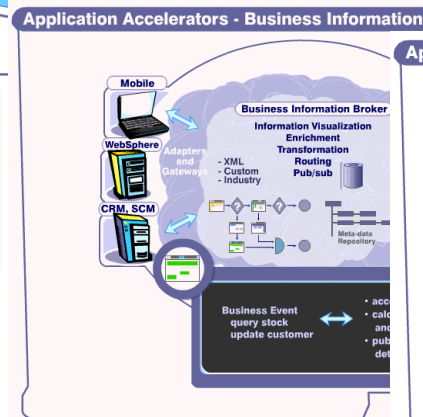 Application Accelerators - Business Information
Mobile
WebSphere
CRM, SCM
Adapters
and
Gateways
Business Information Broker
Information Visualization
Enrichment
Transformation
Routing
Pub/sub
- XML
- Custom
- Industry
Meta-data
Repository
Business Event
query stock
update customer